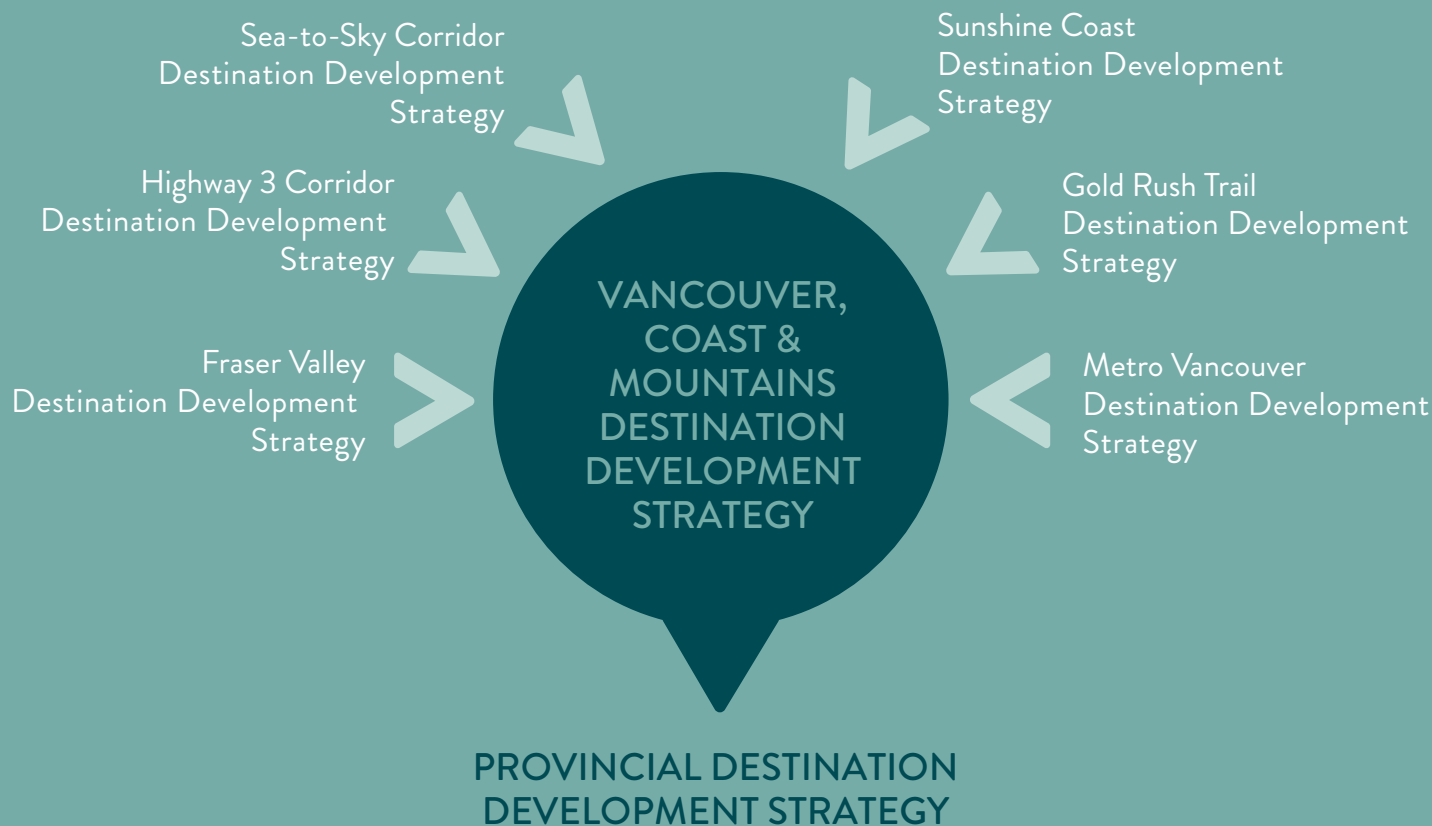 Sea-to-Sky Corridor
Destination Development
Strategy
Highway 3 Corridor
Destination Development
Strategy
Fraser Valley
Destination Development
Strategy
Sunshine Coast
Destination Development
Strategy
Gold Rush Trail
Destination Development
Strategy
Metro Vancouver
Destination Development
Strategy
VANCOUVER,
COAST &
MOUNTAINS
DESTINATION
DEVELOPMENT
STRATEGY
PROVINCIAL DESTINATION
DEVELOPMENT STRATEGY